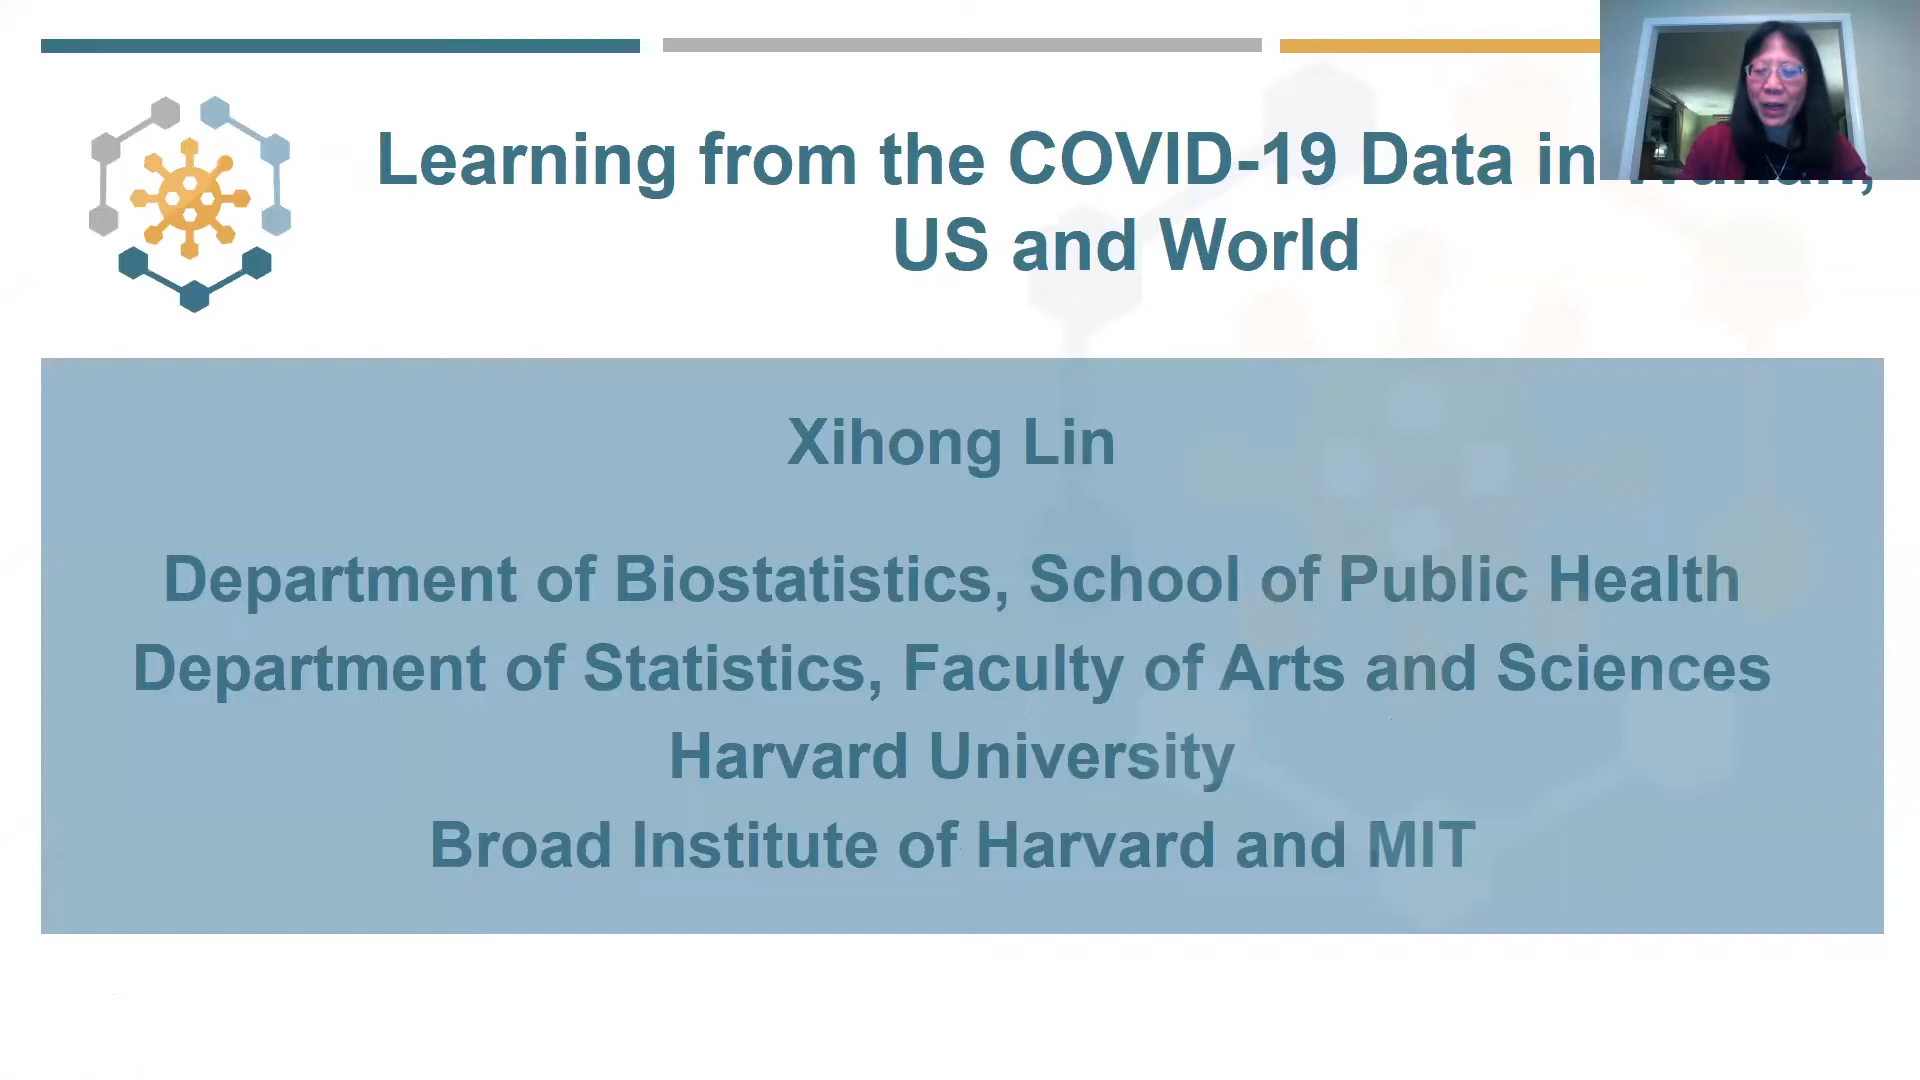 Learning from the COVID-19 Data in
US and World
Xihong Lin
Department of Biostatistics, School of Public Health
Department of Statistics, Faculty of Arts and Sciences
Harvard University
Broad Institute of Harvard and MIT